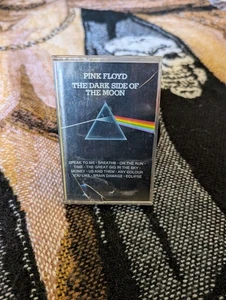 PINK FLOYD
THE DARK SIDE OF
THE MOON
SPEAK TO ME • BREATHE • ON THE RUN
TIME • THE GREAT GIG IN THE SKY
MONEY • US AND THEM • ANY COLOUR
YOU LIKE • BRAIN DAMAGE • ECLIPSE